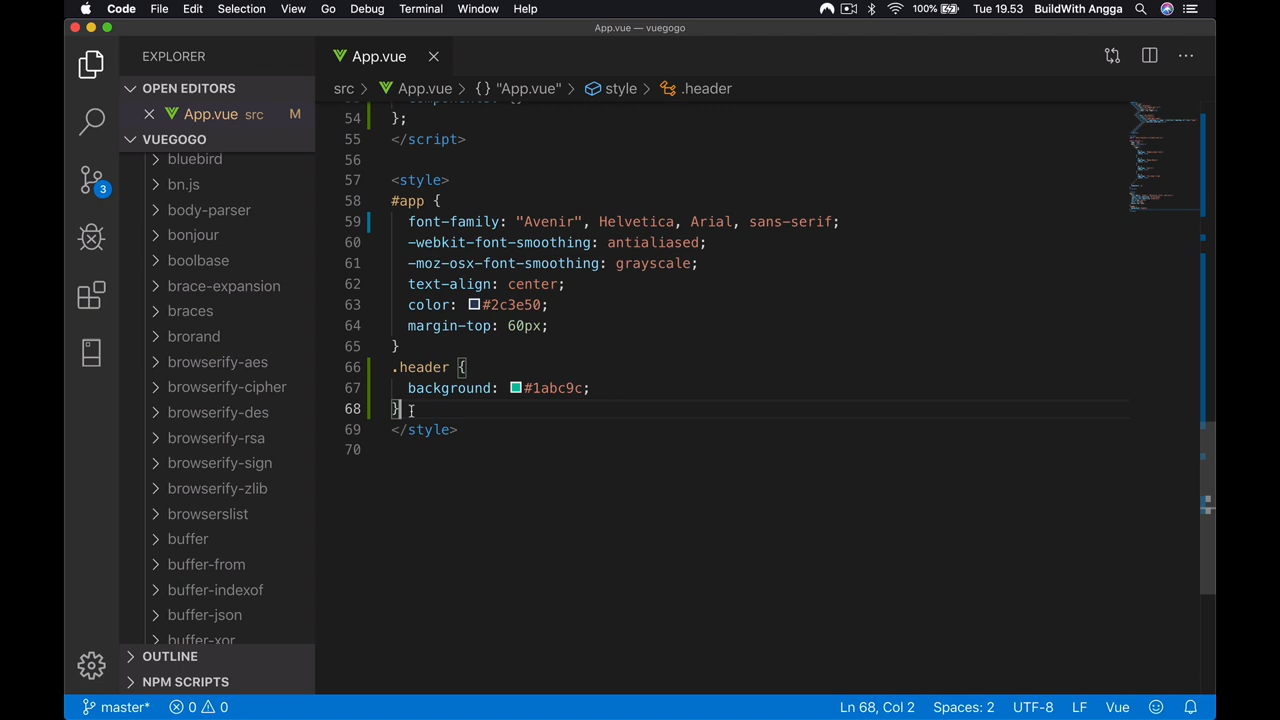 Code File Edit Selection View Go Debug Terminal Window Help 100% Tue 19.53 BuildWith Angga
App.vue — vuegogo
EXPLORER
App.vue
OPEN EDITORS
src > App.vue > {} "App.vue" > style > .header
App.vue src M
VUEGOGO
bluebird
bn.js
body-parser
bonjour
boolbase
brace-expansion
braces
brorand
browserify-aes
browserify-cipher
browserify-des
browserify-rsa
browserify-sign
browserify-zlib
browserslist
buffer
buffer-from
buffer-indexof
buffer-json
buffer-xor
OUTLINE
NPM SCRIPTS
3
54 };
55 </script>
56
57 <style>
58 #app {
59 font-family: "Avenir", Helvetica, Arial, sans-serif;
60 -webkit-font-smoothing: antialiased;
61 -moz-osx-font-smoothing: grayscale;
62 text-align: center;
63 color: #2c3e50;
64 margin-top: 60px;
65 }
66 .header {
67 background: #1abc9c;
68 }
69 </style>
70
master* 0 0 Ln 68, Col 2 Spaces: 2 UTF-8 LF Vue